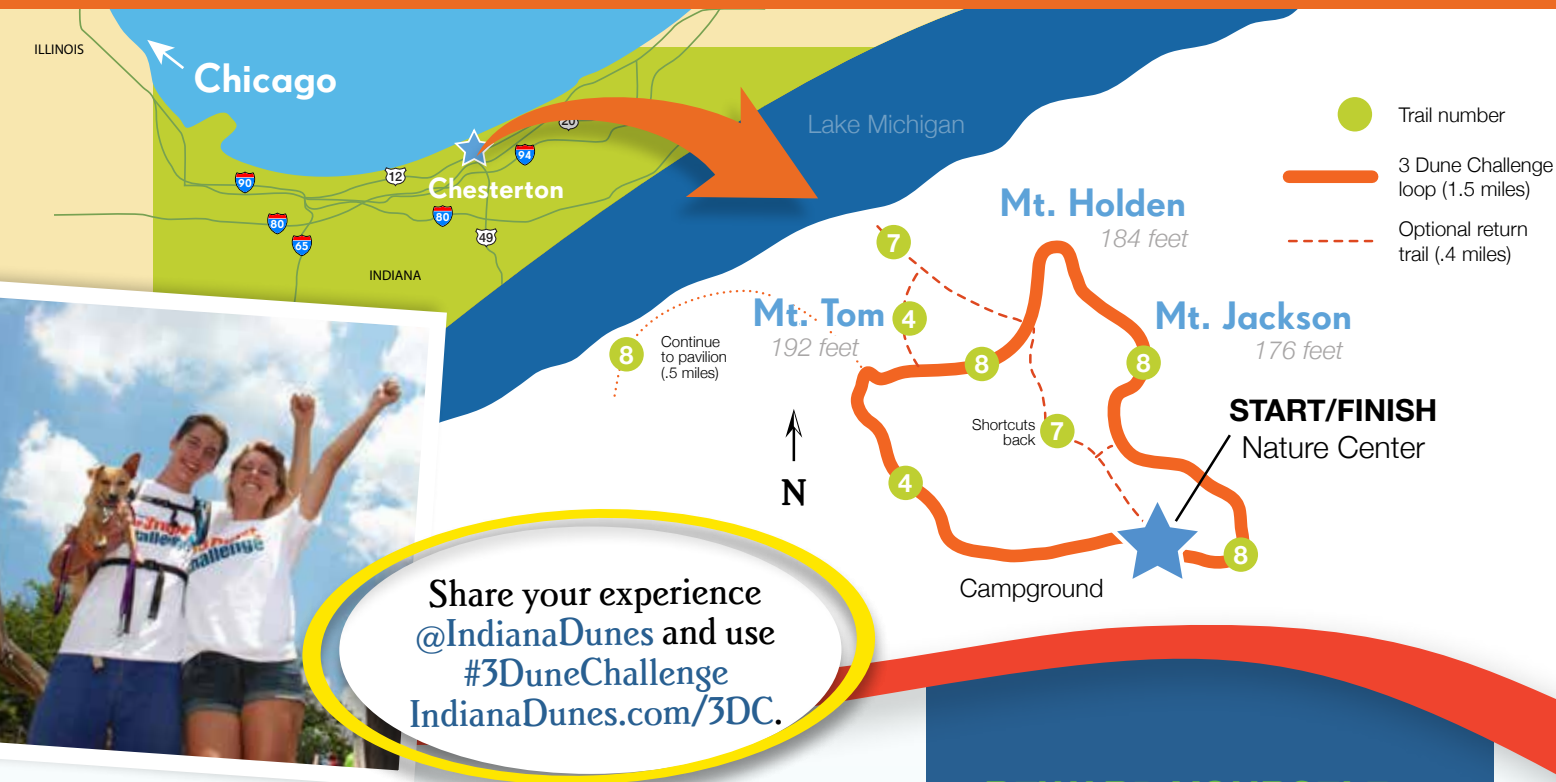 ILLINOIS
Chicago
20
94
12
90
Chesterton
80
80
49
65
INDIANA
Lake Michigan
Trail number
3 Dune Challenge
loop (1.5 miles)
Optional return
trail (.4 miles)
Mt. Holden
184 feet
7
Mt. Tom
192 feet
4
Mt. Jackson
176 feet
8
8
8
Continue
to pavilion
(.5 miles)
Shortcuts
back
7
START/FINISH
Nature Center
N
4
8
Campground
Share your experience
@IndianaDunes and use
#3DuneChallenge
IndianaDunes.com/3DC.
Challenge